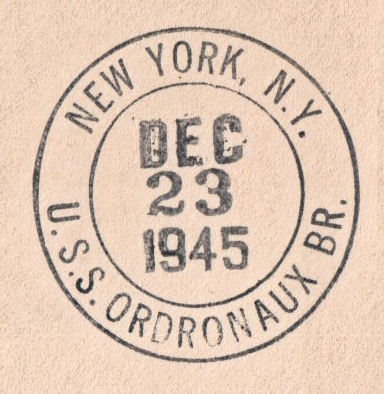 NEW YORK, N.Y.
DEC
23
1945
U.S.S. ORDRONAUX BR.